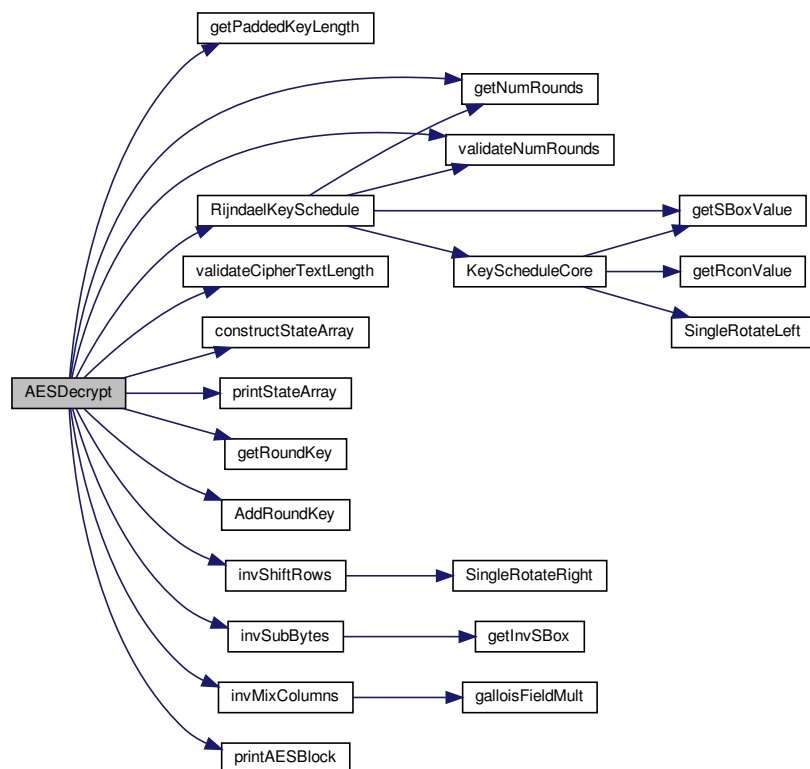 getPaddedKeyLength
getNumRounds
validateNumRounds
RijndaelKeySchedule
getSBoxValue
validateCipherTextLength
KeyScheduleCore
getRconValue
constructStateArray
SingleRotateLeft
AESDecrypt
printStateArray
getRoundKey
AddRoundKey
invShiftRows
SingleRotateRight
invSubBytes
getInvSBox
invMixColumns
galloisFieldMult
printAESBlock